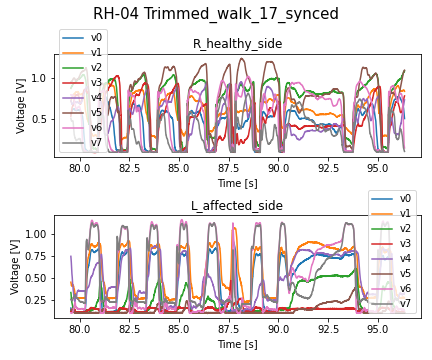 RH-04 Trimmed_walk_17_synced
R_healthy_side
Voltage [V]
1.0
0.5
v0
v1
v2
v3
v4
v5
v6
v7
80.0 82.5 85.0 87.5 90.0 92.5 95.0
Time [s]
L_affected_side
Voltage [V]
1.00
0.75
0.50
0.25
v0
v1
v2
v3
v4
v5
v6
v7
80.0 82.5 85.0 87.5 90.0 92.5 95.0
Time [s]